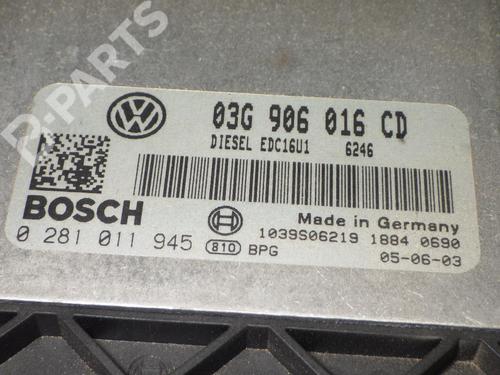 B-PARTS
03G 906 016 CD
DIESEL EDC16U1 6246
BOSCH
Made in Germany
0 281 011 945 810 BPG
1039S06219 1884 0690
05-06-03